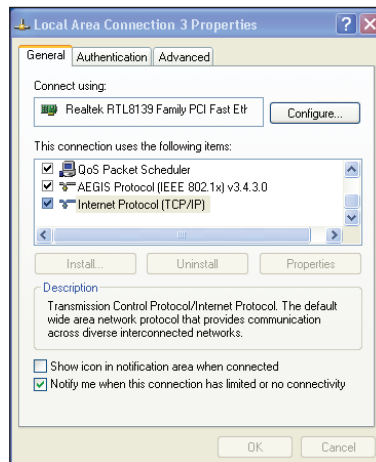 Local Area Connection 3 Properties
General Authentication Advanced
Connect using:
Realtek RTL8139 Family PCI Fast Eth Configure...
This connection uses the following items:
QoS Packet Scheduler
AEGIS Protocol (IEEE 802.1x) v3.4.3.0
Internet Protocol (TCP/IP)
Install... Uninstall Properties
Description
Transmission Control Protocol/Internet Protocol. The default
wide area network protocol that provides communication
across diverse interconnected networks.
Show icon in notification area when connected
Notify me when this connection has limited or no connectivity
OK Cancel